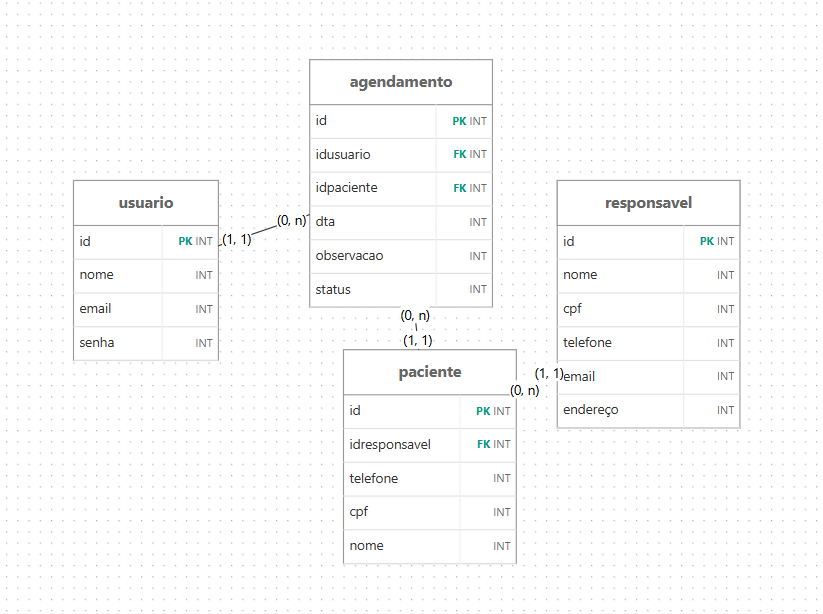 agendamento
id PK INT
idusuario FK INT
idpaciente FK INT
dta INT
observacao INT
status INT
usuario
id PK INT
nome INT
email INT
senha INT
(1, 1)
(0, n)
(0, n)
(1, 1)
paciente
id PK INT
idresponsavel FK INT
telefone INT
cpf INT
nome INT
(0, n)
(1, 1)
responsavel
id PK INT
nome INT
cpf INT
telefone INT
email INT
endereço INT